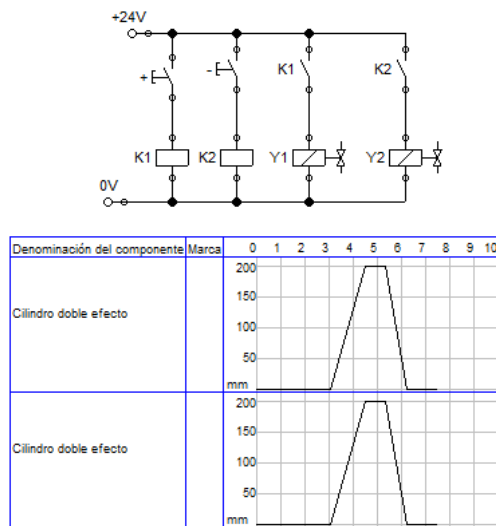 +24V
+ - K1 K2
K1 K2 Y1 Y2
0V
Denominación del componente Marca 0 1 2 3 4 5 6 7 8 9 10
200
150
Cilindro doble efecto
100
50
mm
200
150
Cilindro doble efecto
100
50
mm